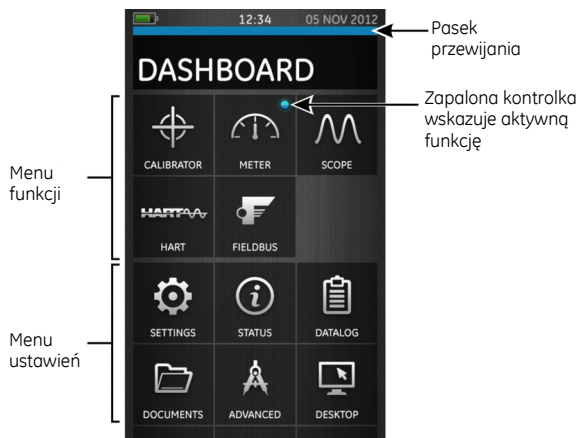 12:34 05 NOV 2012
Pasek
przewijania
DASHBOARD
Zapalona kontrolka
wskazuje aktywną
funkcję
Menu
funkcji
CALIBRATOR METER SCOPE
HART
HART FIELDBUS
Menu
ustawień
SETTINGS STATUS DATALOG
DOCUMENTS ADVANCED DESKTOP